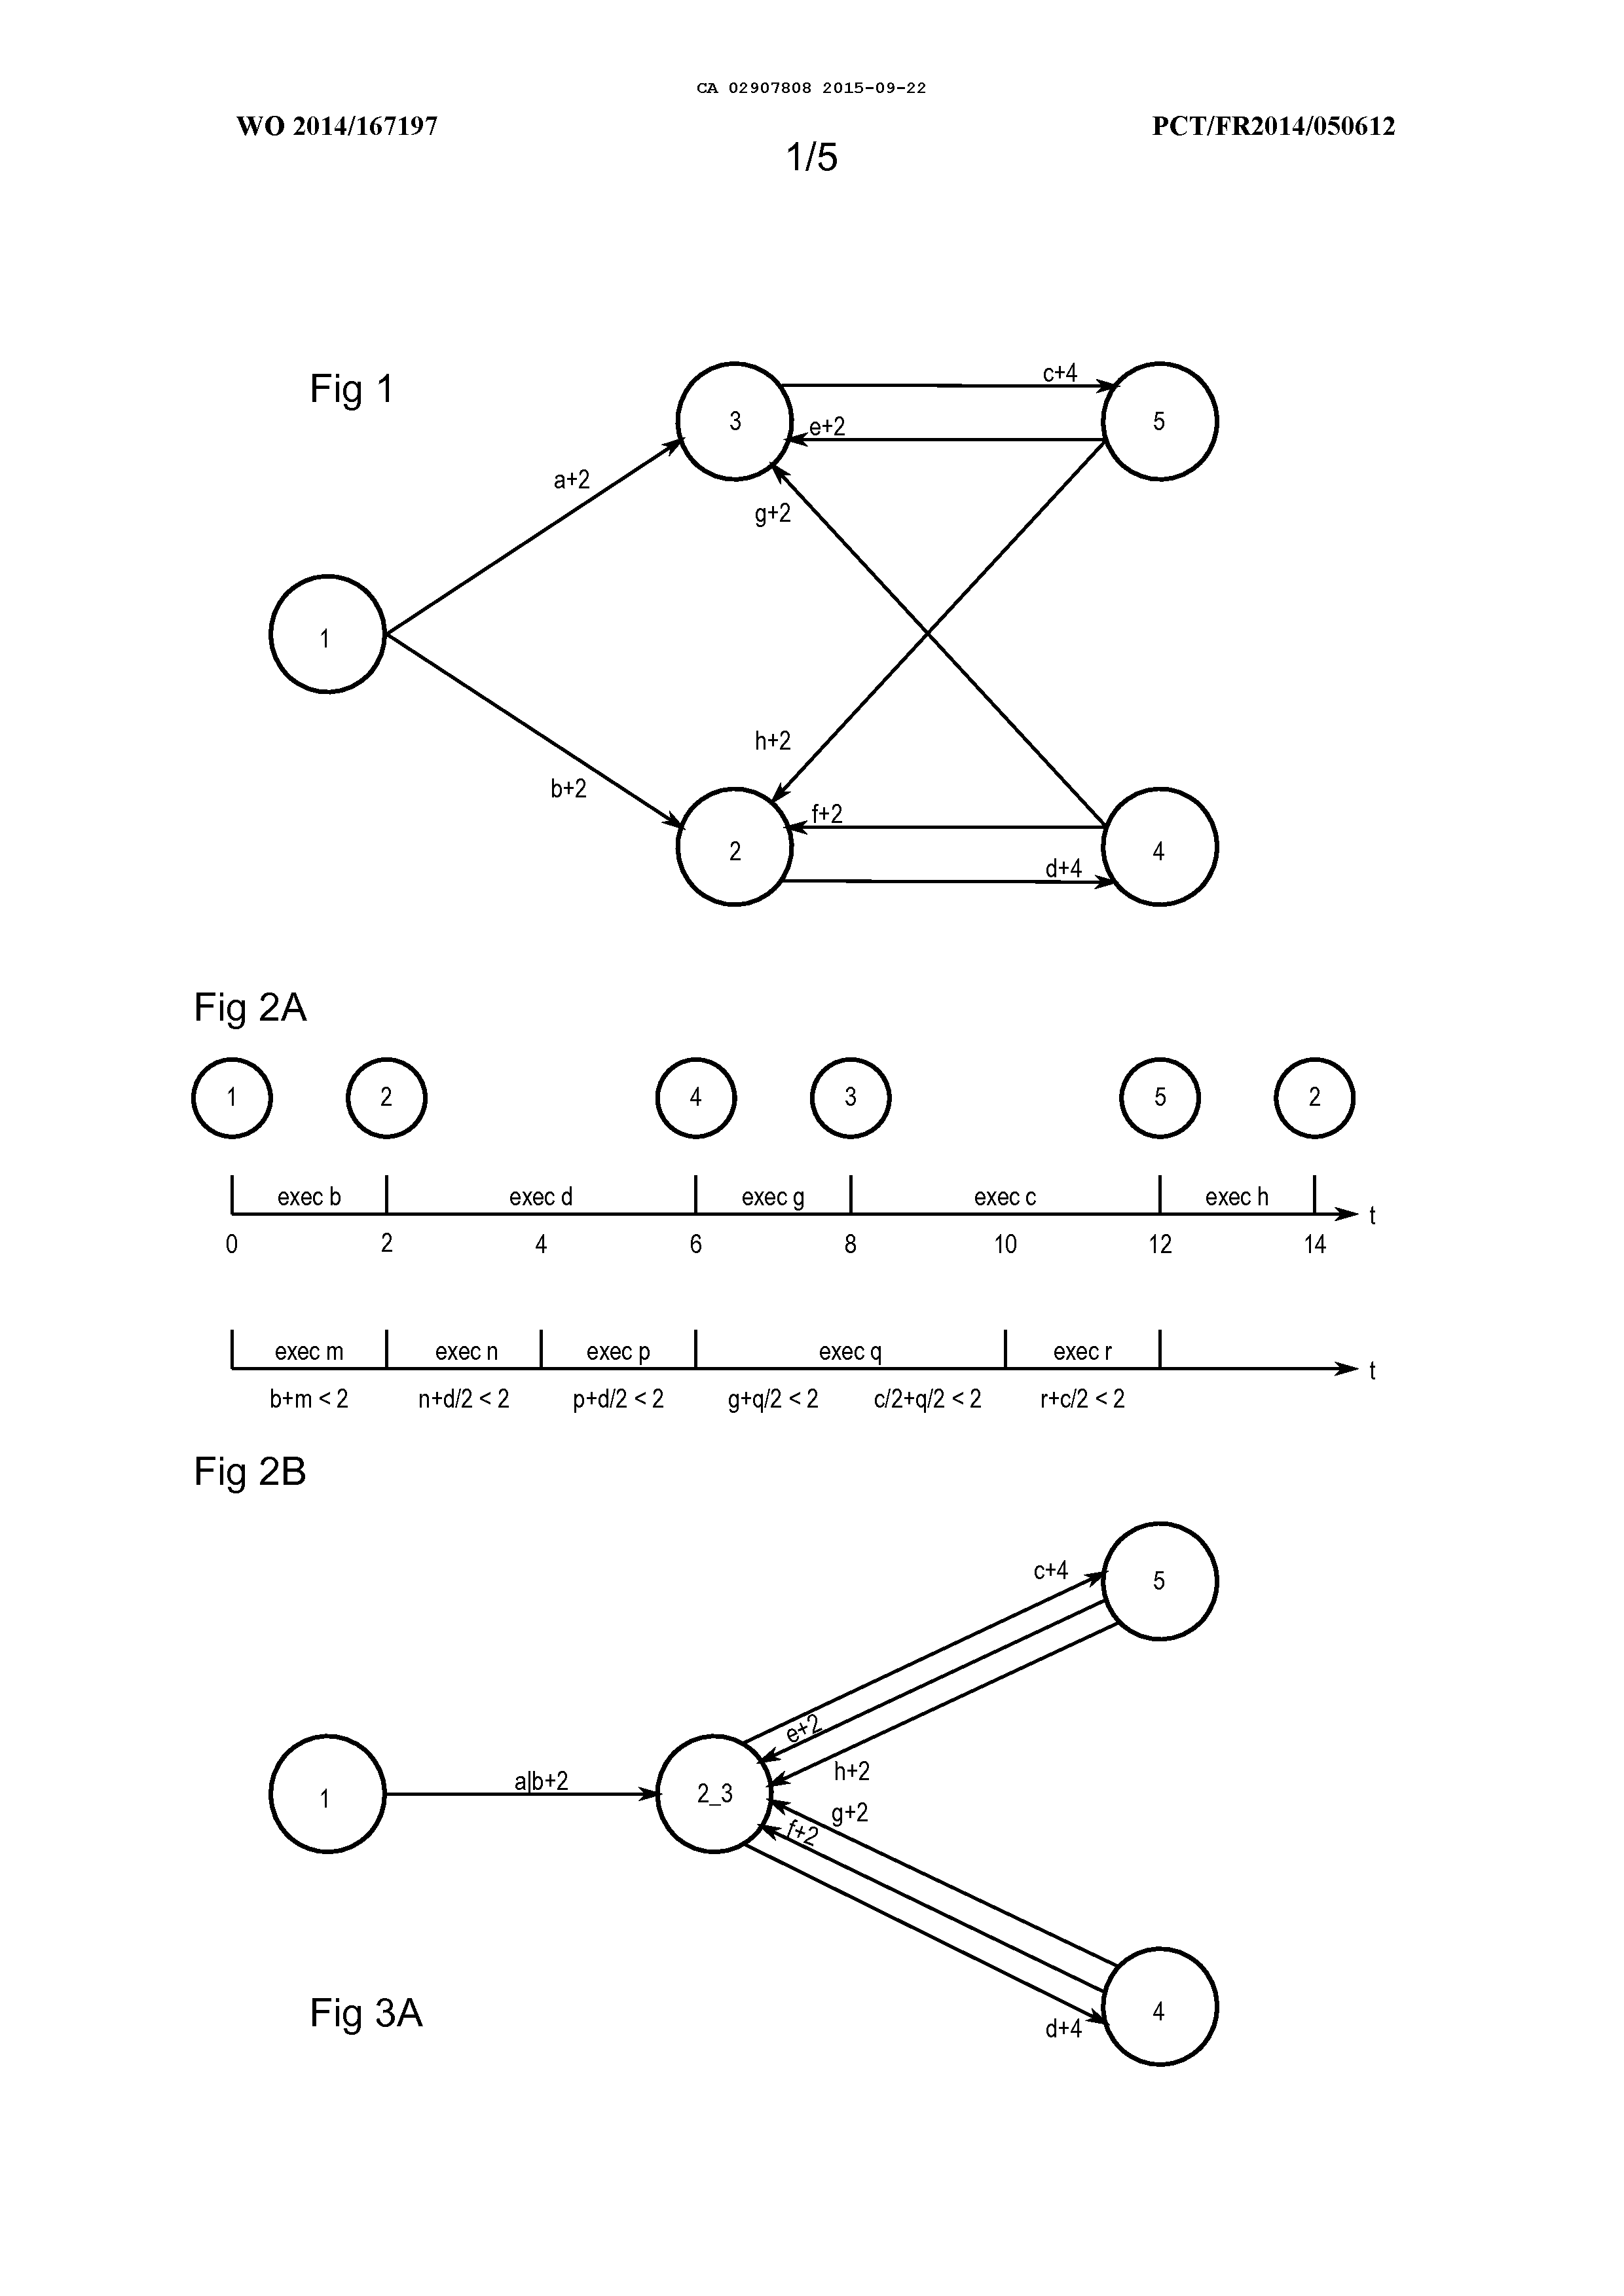 CA 02907808 2015-09-22
WO 2014/167197
PCT/FR2014/050612
1/5
Fig 1
3
c+4
5
e+2
a+2
g+2
1
h+2
b+2
f+2
2
4
d+4
Fig 2A
1 2 4 3 5 2
exec b exec d exec g exec c exec h t
0 2 4 6 8 10 12 14
exec m exec n exec p exec q exec r t
b+m < 2 n+d/2 < 2 p+d/2 < 2 g+q/2 < 2 c/2+q/2 < 2 r+c/2 < 2
Fig 2B
c+4
5
e+2
h+2
1
a|b+2
2_3
g+2
f+2
Fig 3A
4
d+4